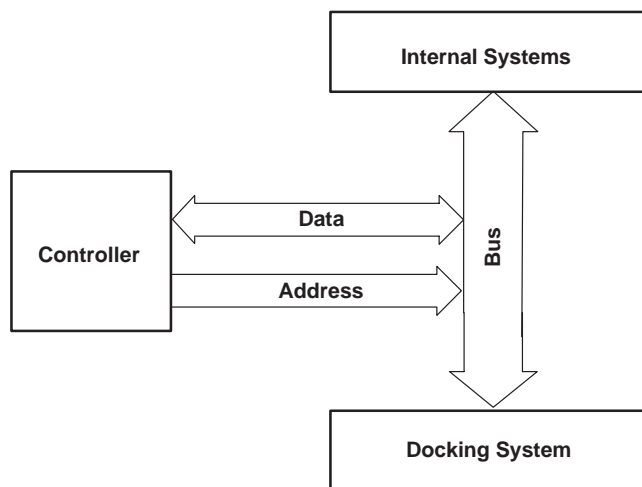 Internal Systems
Data
Controller
Bus
Address
Docking System